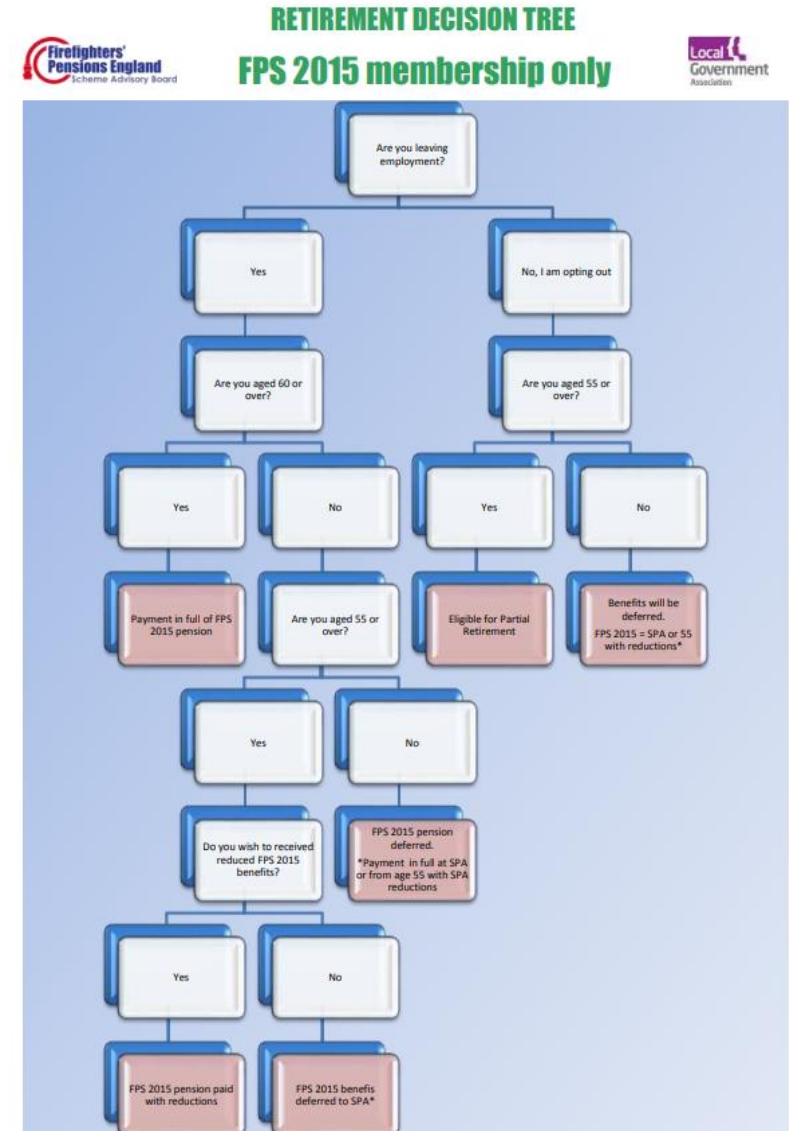 RETIREMENT DECISION TREE
Firefighters'
Pensions England
Scheme Advisory Board
FPS 2015 membership only
Local
Government
Association
Are you leaving
employment?
Yes
No, I am opting out
Are you aged 60 or
over?
Are you aged 55 or
over?
Yes
No
Yes
No
Payment in full of FPS
2015 pension
Are you aged 55 or
over?
Eligible for Partial
Retirement
Benefits will be
deferred.
FPS 2015 = SPA or 55
with reductions*
Yes
No
Do you wish to received
reduced FPS 2015
benefits?
FPS 2015 pension
deferred.
*Payment in full at SPA
or from age 55 with SPA
reductions
Yes
No
FPS 2015 pension paid
with reductions
FPS 2015 benefis
deferred to SPA*